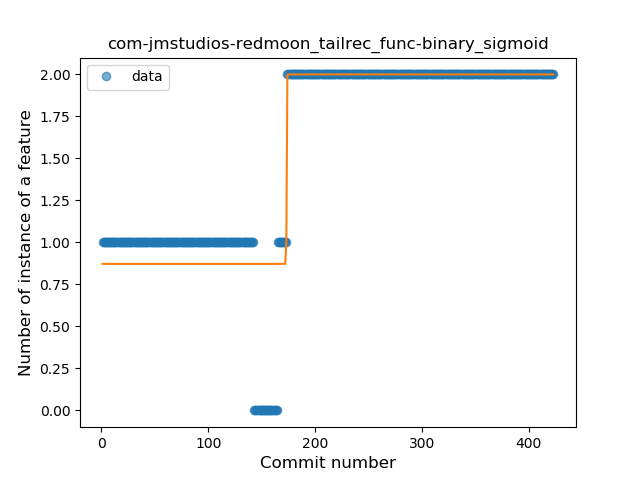 com-jmstudios-redmoon_tailrec_func-binary_sigmoid
data
Number of instance of a feature
2.00
1.75
1.50
1.25
1.00
0.75
0.50
0.25
0.00
0 100 200 300 400
Commit number